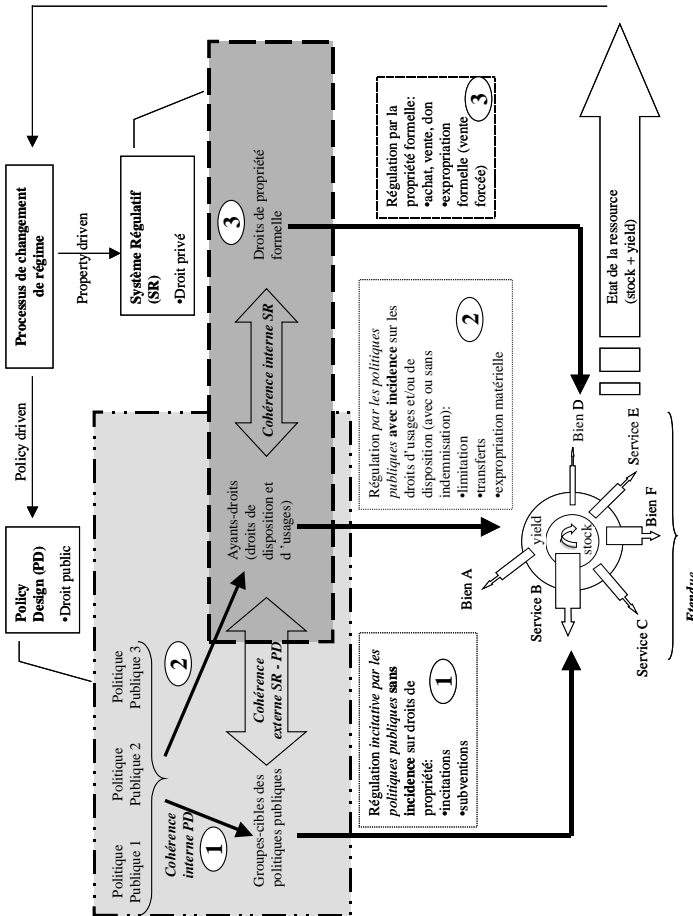 Processus de changement
de régime
Policy driven
Property driven
Policy
Design (PD)
•Droit public
Système Régulatif
(SR)
•Droit privé
Politique
Publique 1
Politique
Publique 2
Politique
Publique 3
Cohérence
interne PD
1
2
3
Groupes-cibles des
politiques publiques
Cohérence
externe SR - PD
Ayants-droits
(droits de
disposition et
d’usages)
Cohérence interne SR
Droits de propriété
formelle
Régulation incitative par les
politiques publiques sans
incidence sur droits de
propriété:
•incitations
•subventions
1
Régulation par les politiques
publiques avec incidence sur les
droits d’usages et/ou de
disposition (avec ou sans
indemnisation):
•limitation
•transferts
•expropriation matérielle
2
Régulation par la
propriété formelle:
•achat, vente, don
•expropriation
formelle (vente
forcée)
3
Bien A
Service B
Service C
yield
stock
Bien D
Service E
Bien F
Etendue
Etat de la ressource
(stock + yield)